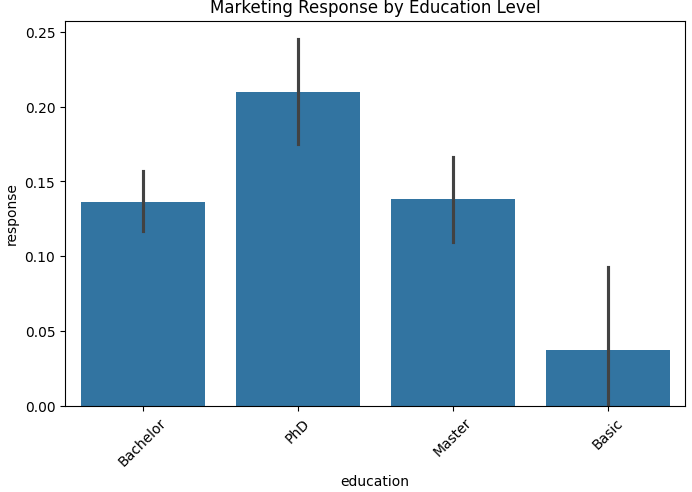 Marketing Response by Education Level
0.25
0.20
0.15
0.10
0.05
0.00
response
Bachelor
PhD
Master
Basic
education